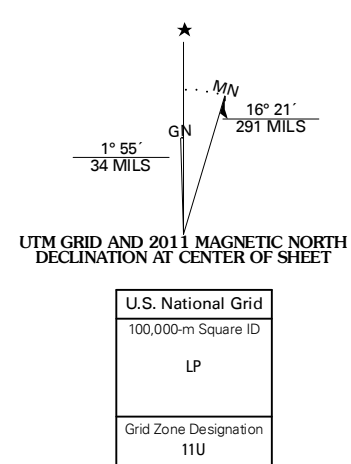 MN
GN
16° 21´
291 MILS
1° 55´
34 MILS
UTM GRID AND 2011 MAGNETIC NORTH
DECLINATION AT CENTER OF SHEET
U.S. National Grid
100,000-m Square ID
LP
Grid Zone Designation
11U